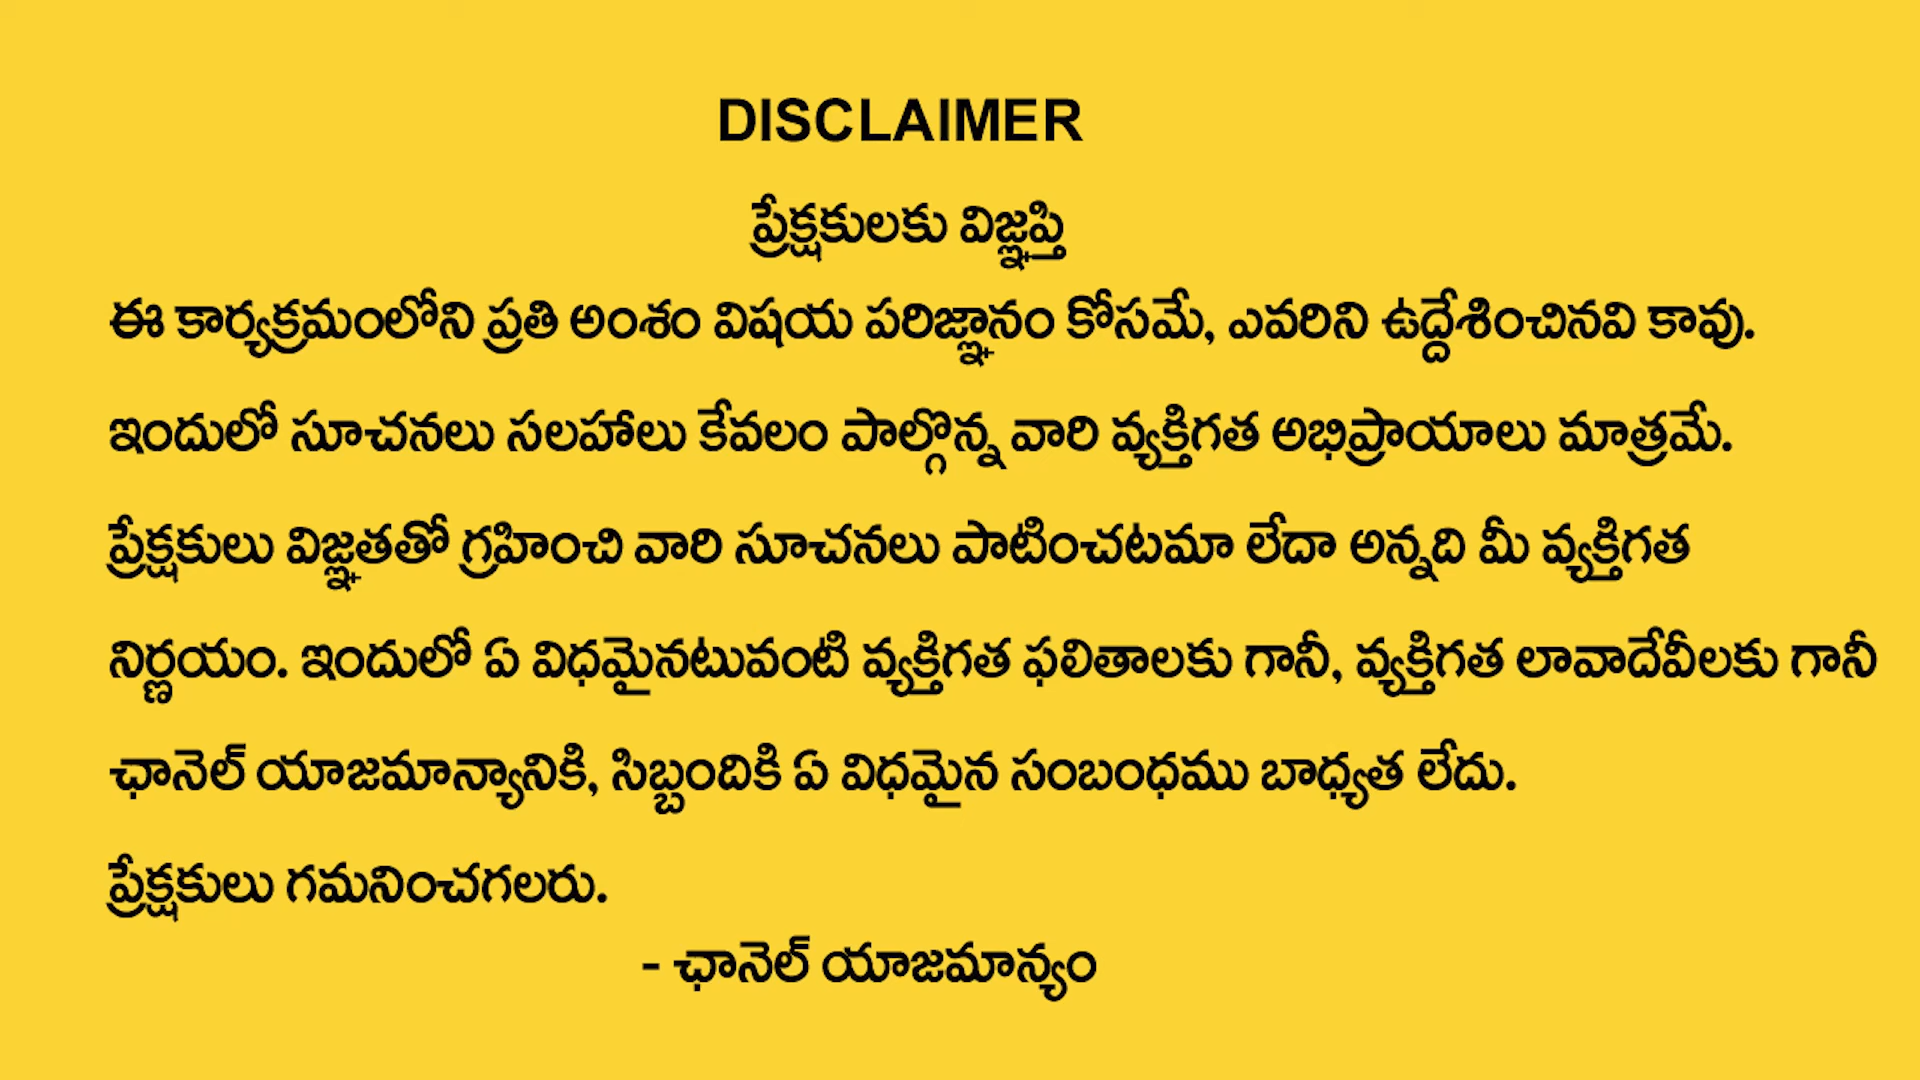 DISCLAIMER
ప్రేక్షకులకు విజ్ఞప్తి
ఈ కార్యక్రమంలోని ప్రతి అంశం విషయ పరిజ్ఞానం కోసమే, ఎవరిని ఉద్దేశించినవి కావు.
ఇందులో సూచనలు సలహాలు కేవలం పాల్గొన్న వారి వ్యక్తిగత అభిప్రాయాలు మాత్రమే.
ప్రేక్షకులు విజ్ఞతతో గ్రహించి వారి సూచనలు పాటించటమా లేదా అన్నది మీ వ్యక్తిగత
నిర్ణయం. ఇందులో ఏ విధమైనటువంటి వ్యక్తిగత ఫలితాలకు గానీ, వ్యక్తిగత లావాదేవీలకు గానీ
ఛానెల్ యాజమాన్యానికి, సిబ్బందికి ఏ విధమైన సంబంధము బాధ్యత లేదు.
ప్రేక్షకులు గమనించగలరు.
- ఛానెల్ యాజమాన్యం